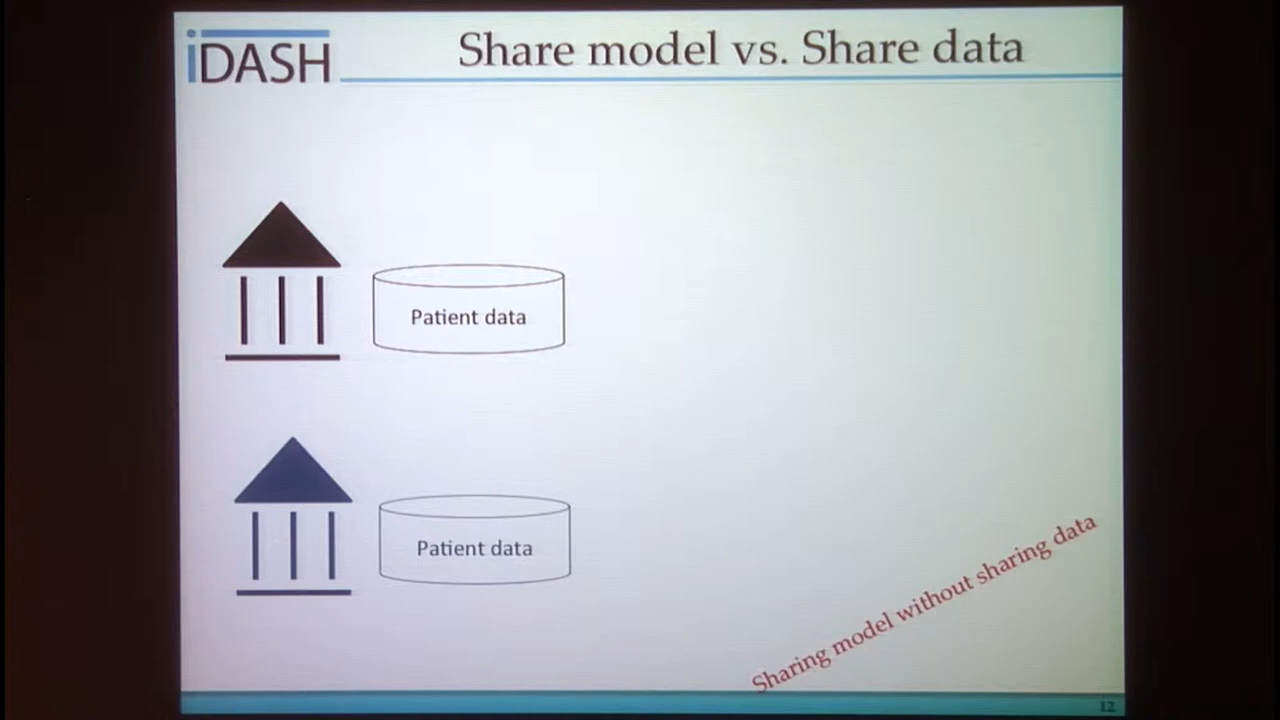 iDASH
Share model vs. Share data
Patient data
Patient data
Sharing model without sharing data
12